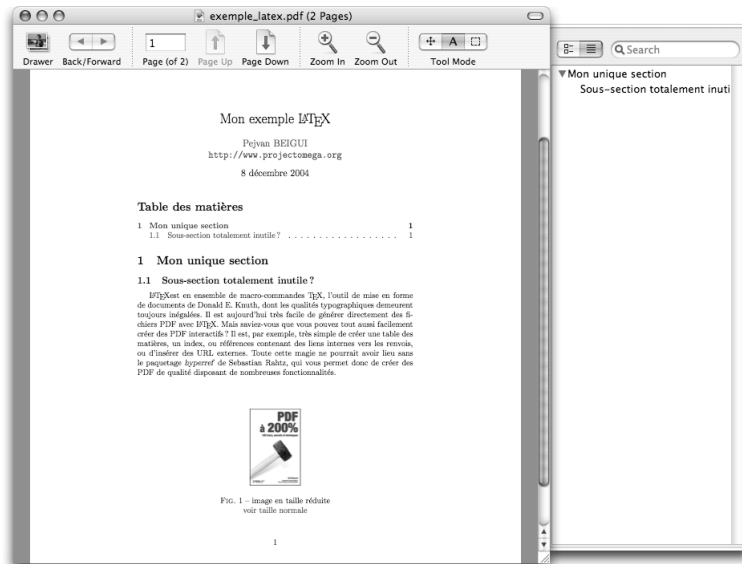 exemple_latex.pdf (2 Pages)
1
Drawer Back/Forward Page (of 2) Page Up Page Down Zoom In Zoom Out Tool Mode
A
Search
Mon unique section
Sous-section totalement inuti
Mon exemple LATEX
Pejvan BEIGUI
http://www.projectomega.org
8 décembre 2004
Table des matières
1 Mon unique section 1
1.1 Sous-section totalement inutile ? . . . . . . . . . . . . . . . . . . 1
1 Mon unique section
1.1 Sous-section totalement inutile ?
LATEXest en ensemble de macro-commandes TEX, l'outil de mise en forme
de documents de Donald E. Knuth, dont les qualités typographiques demeurent
toujours inégalées. Il est aujourd'hui très facile de générer directement des fi-
chiers PDF avec LATEX. Mais saviez-vous que vous pouvez tout aussi facilement
créer des PDF interactifs ? Il est, par exemple, très simple de créer une table des
matières, un index, ou références contenant des liens internes vers les renvois,
ou d'insérer des URL externes. Toute cette magie ne pourrait avoir lieu sans
le paquetage hyperref de Sebastian Rahtz, qui vous permet donc de créer des
PDF de qualité disposant de nombreuses fonctionnalités.
PDF
à 200%
FIG. 1 – image en taille réduite
voir taille normale
1